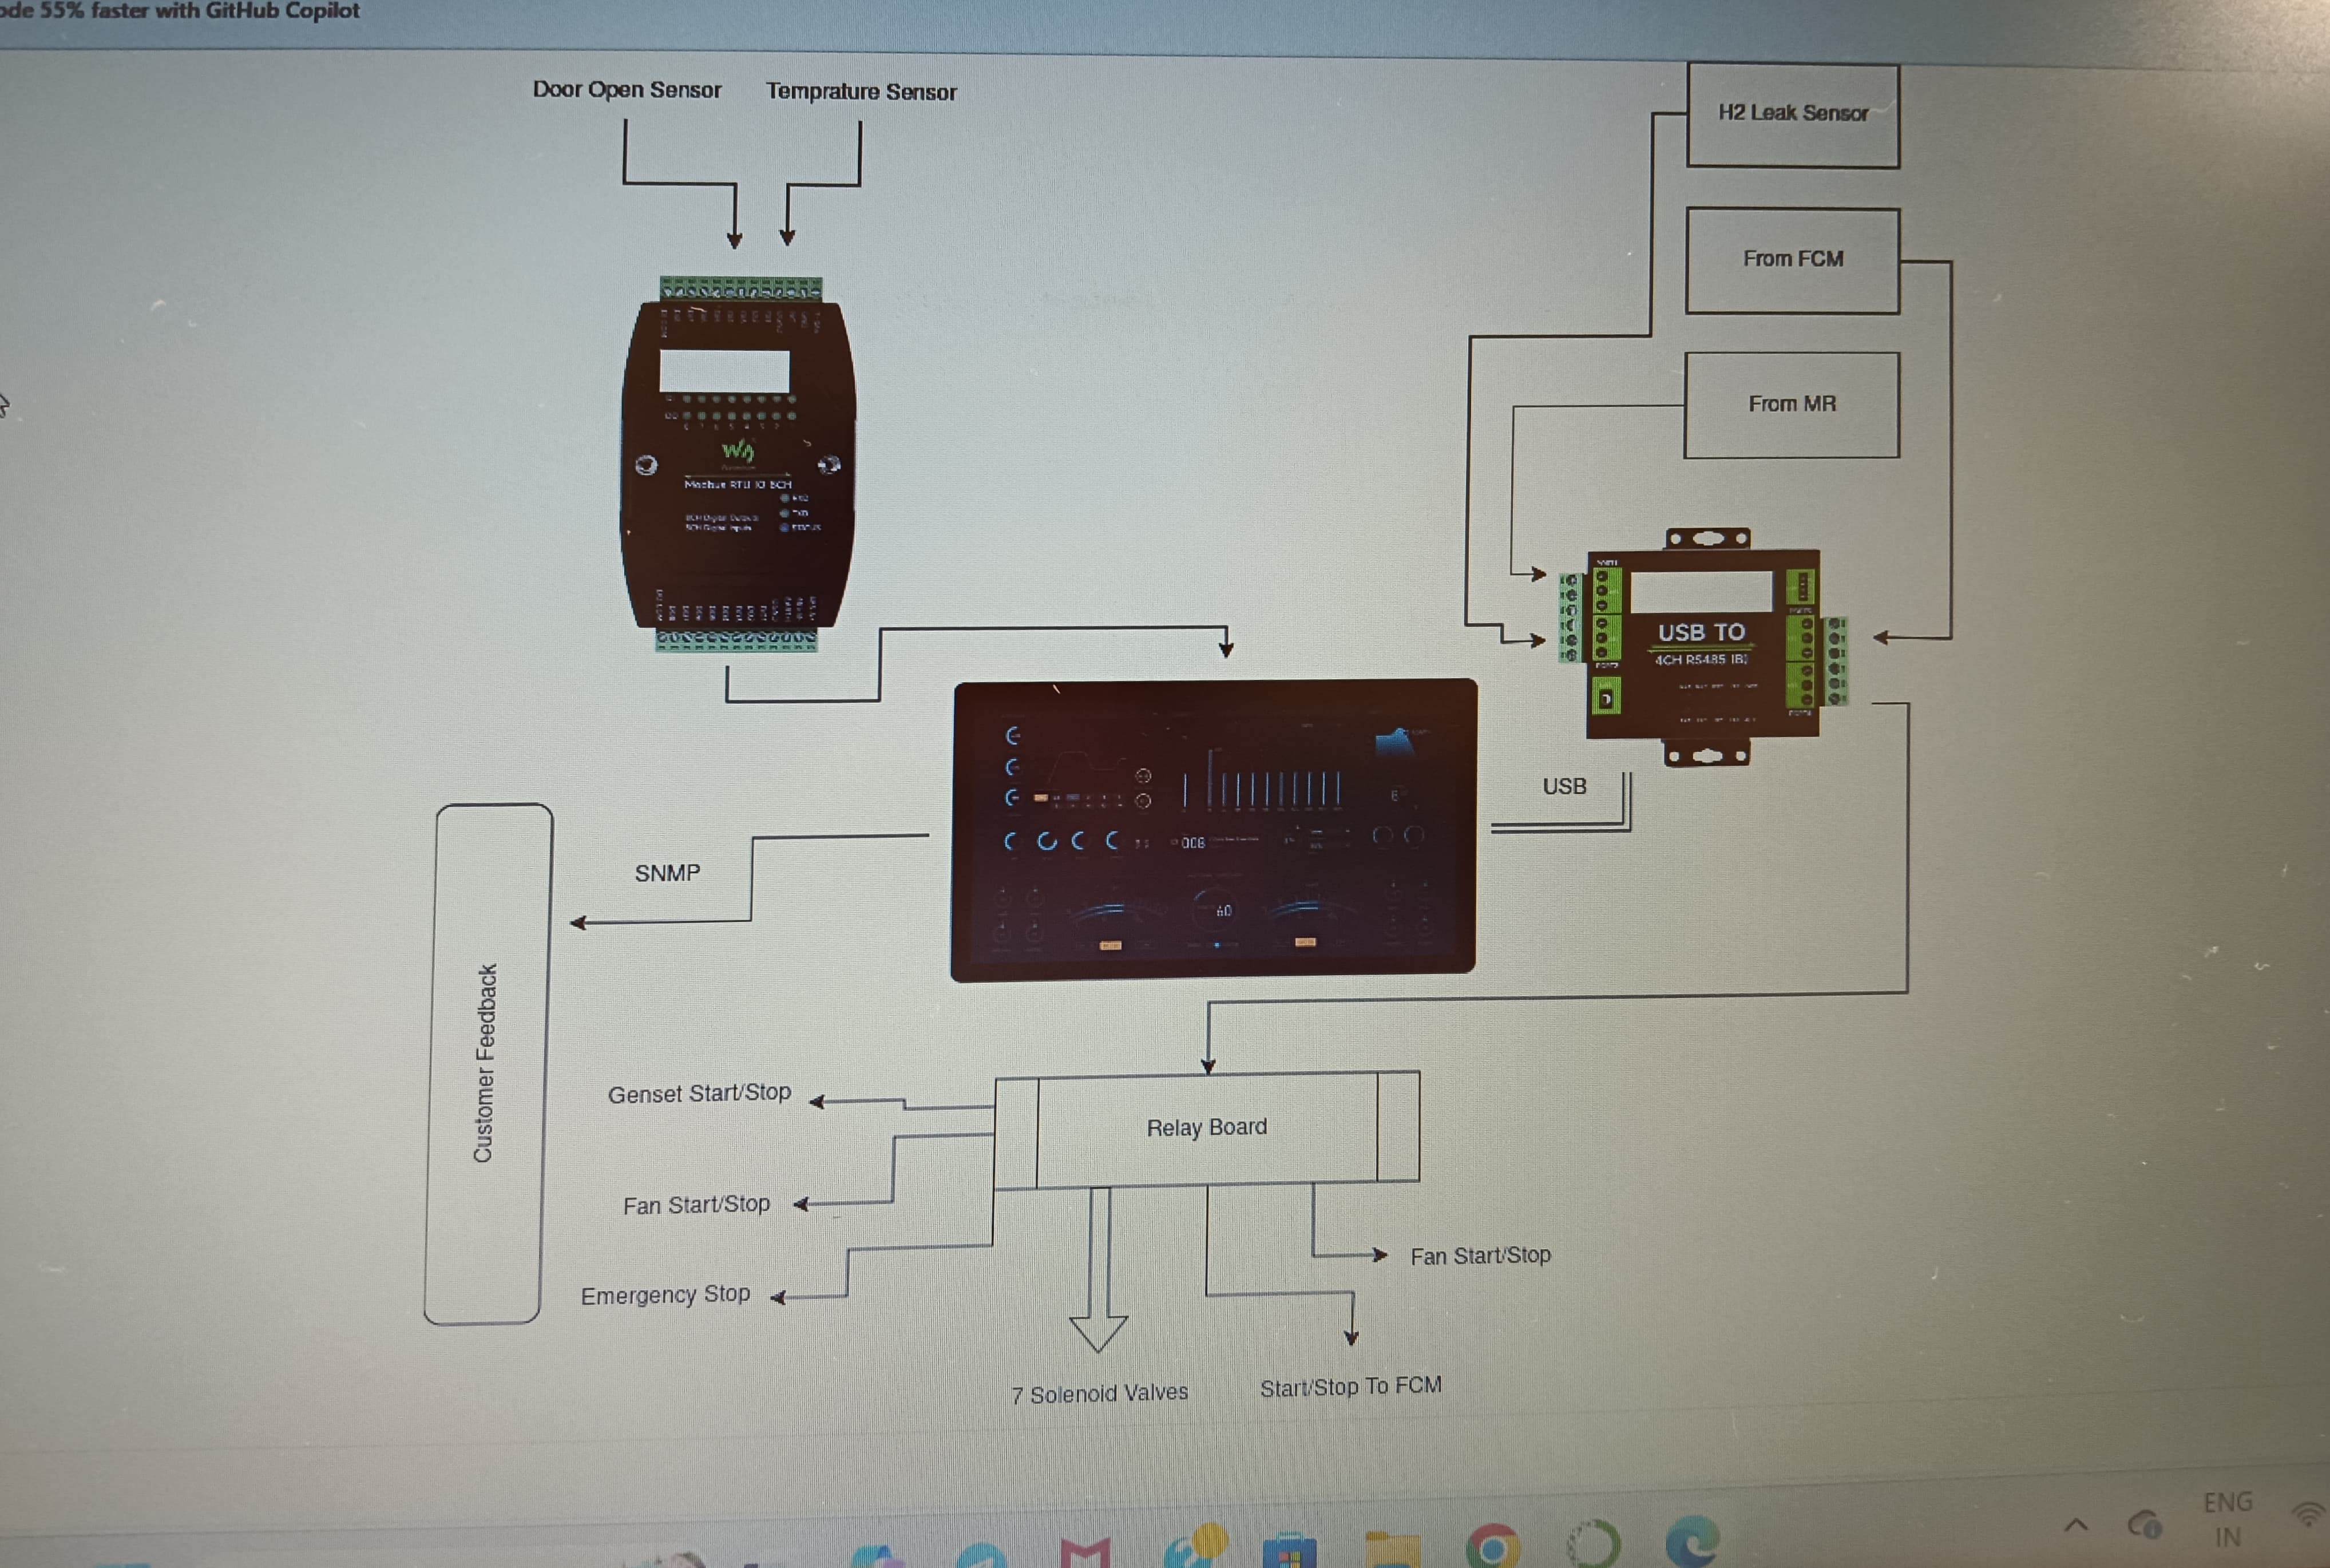 ode 55% faster with GitHub Copilot
Door Open Sensor
Temprature Sensor
H2 Leak Sensor
From FCM
From MR
Modbus RTU IO 8CH
USB TO
4CH RS485 (B)
USB
SNMP
Customer Feedback
008
60
Genset Start/Stop
Relay Board
Fan Start/Stop
Fan Start/Stop
Emergency Stop
7 Solenoid Valves
Start/Stop To FCM
ENG
IN